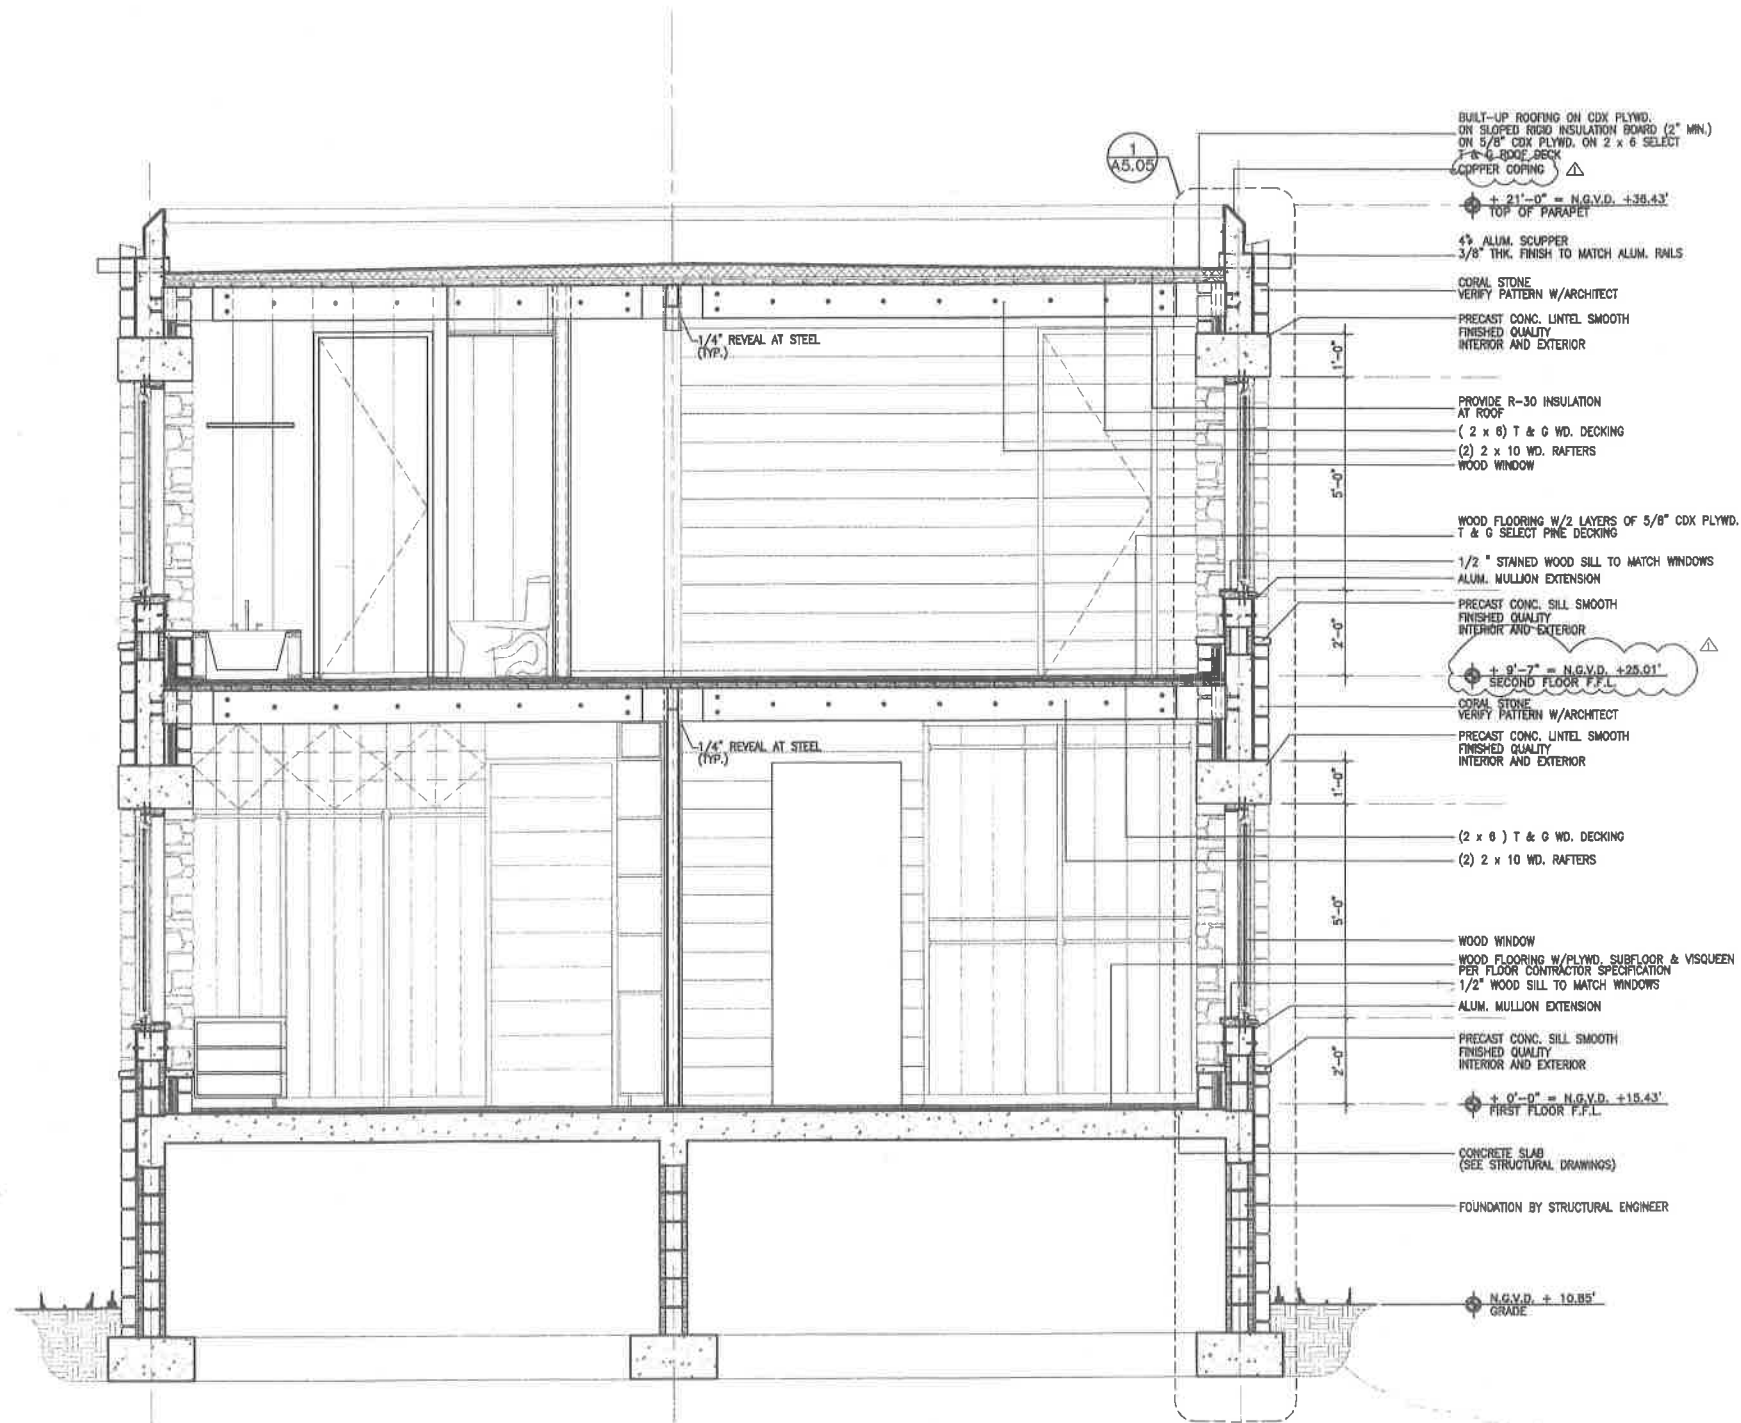 BUILT-UP ROOFING ON CDX PLYWD.
ON SLOPED RIGID INSULATION BOARD (2" MIN.)
ON 5/8" CDX PLYWD. ON 2 x 6 SELECT
T & G ROOF DECK
COPPER COPING
1
1
A5.05
+ 21'-0" = N.G.V.D. +36.43'
TOP OF PARAPET
ALUM. SCUPPER
3/8" THK. FINISH TO MATCH ALUM. RAILS
CORAL STONE
VERIFY PATTERN W/ARCHITECT
PRECAST CONC. LINTEL SMOOTH
FINISHED QUALITY
INTERIOR AND EXTERIOR
1/4" REVEAL AT STEEL
(TYP.)
1'-0"
PROVIDE R-30 INSULATION
AT ROOF
( 2 x 6) T & G WD. DECKING
(2) 2 x 10 WD. RAFTERS
WOOD WINDOW
5'-0"
WOOD FLOORING W/2 LAYERS OF 5/8" CDX PLYWD.
T & G SELECT PINE DECKING
1/2 " STAINED WOOD SILL TO MATCH WINDOWS
ALUM. MULLION EXTENSION
PRECAST CONC. SILL SMOOTH
FINISHED QUALITY
INTERIOR AND EXTERIOR
2'-0"
1
+ 9'-7" = N.G.V.D. +25.01'
SECOND FLOOR F.F.L.
CORAL STONE
VERIFY PATTERN W/ARCHITECT
PRECAST CONC. LINTEL SMOOTH
FINISHED QUALITY
INTERIOR AND EXTERIOR
1/4" REVEAL AT STEEL
(TYP.)
1'-0"
(2 x 6 ) T & G WD. DECKING
(2) 2 x 10 WD. RAFTERS
5'-0"
WOOD WINDOW
WOOD FLOORING W/PLYWD. SUBFLOOR & VISQUEEN
PER FLOOR CONTRACTOR SPECIFICATION
1/2" WOOD SILL TO MATCH WINDOWS
ALUM. MULLION EXTENSION
PRECAST CONC. SILL SMOOTH
FINISHED QUALITY
INTERIOR AND EXTERIOR
2'-0"
+ 0'-0" = N.G.V.D. +15.43'
FIRST FLOOR F.F.L.
CONCRETE SLAB
(SEE STRUCTURAL DRAWINGS)
FOUNDATION BY STRUCTURAL ENGINEER
N.G.V.D. + 10.85'
GRADE